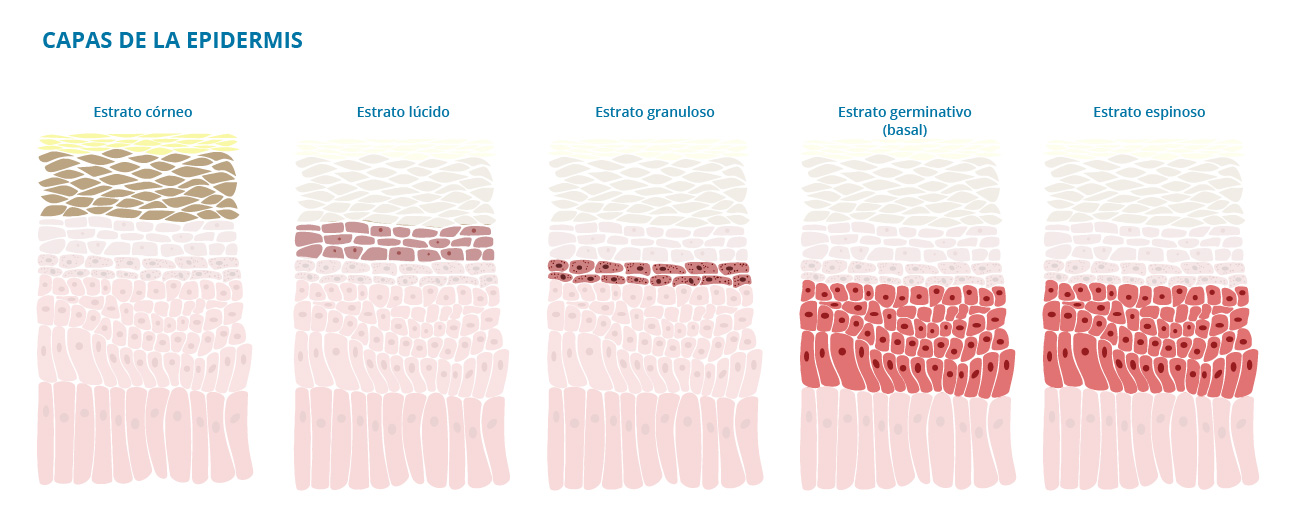 CAPAS DE LA EPIDERMIS
Estrato córneo
Estrato lúcido
Estrato granuloso
Estrato germinativo
(basal)
Estrato espinoso